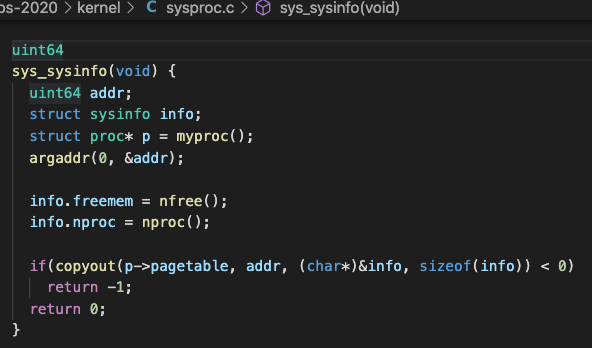 os-2020 > kernel > C sysproc.c > sys_sysinfo(void)
uint64
sys_sysinfo(void) {
  uint64 addr;
  struct sysinfo info;
  struct proc* p = myproc();
  argaddr(0, &addr);

  info.freemem = nfree();
  info.nproc = nproc();

  if(copyout(p->pagetable, addr, (char*)&info, sizeof(info)) < 0)
    return -1;
  return 0;
}